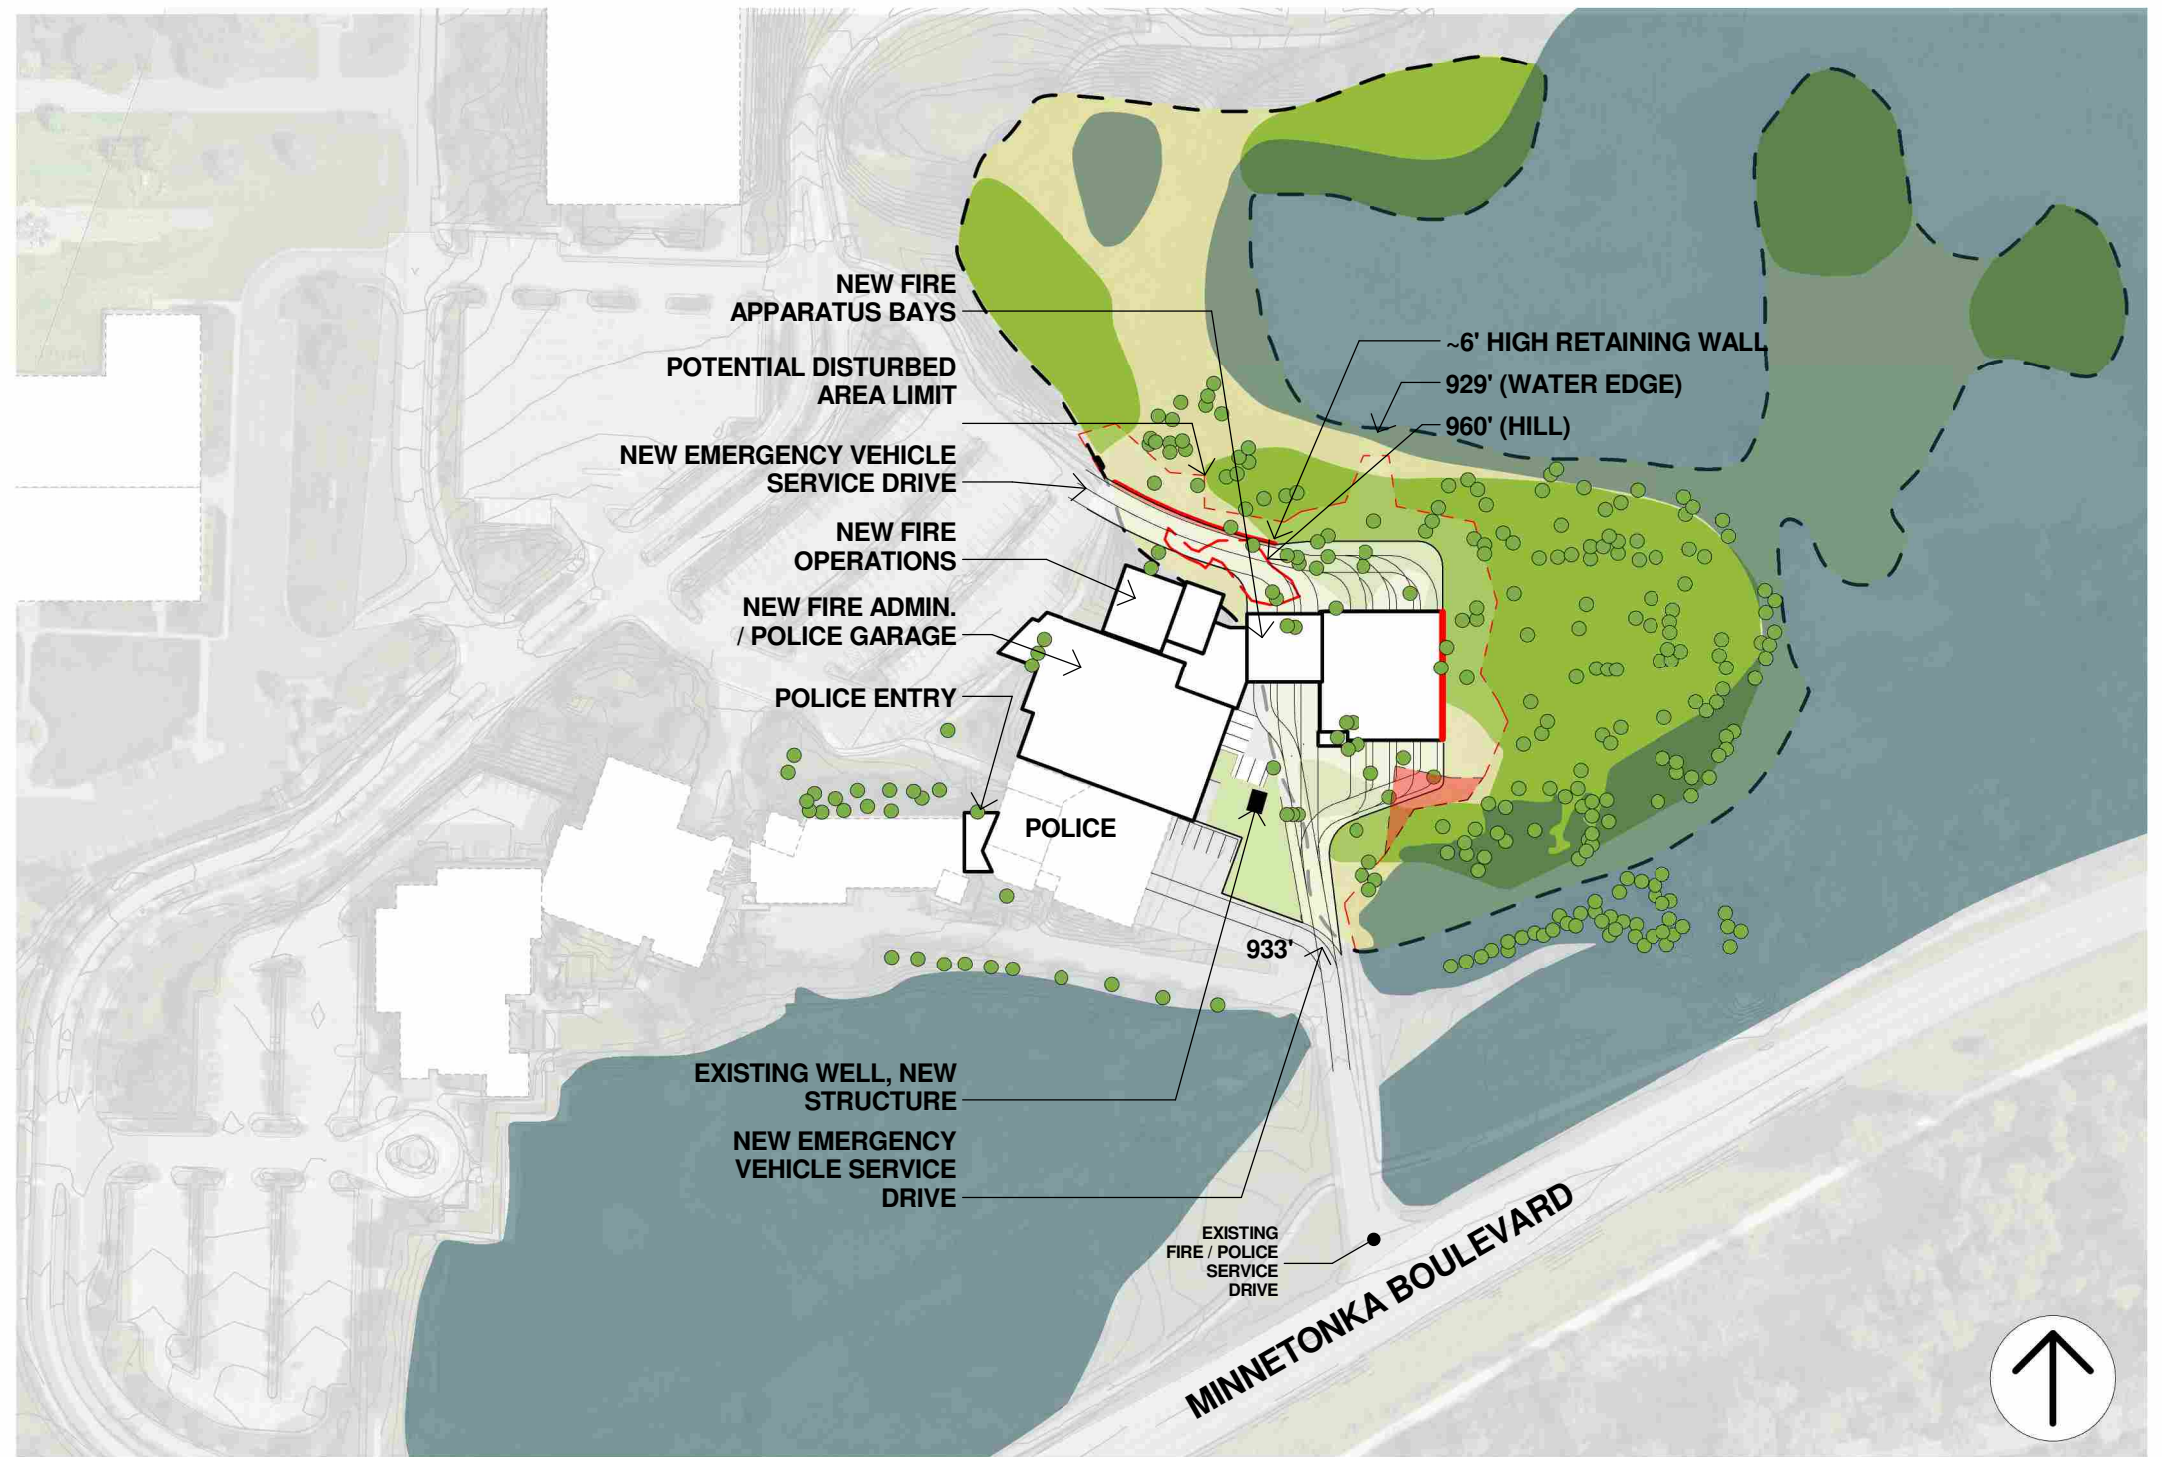 NEW FIRE
APPARATUS BAYS
POTENTIAL DISTURBED
AREA LIMIT
NEW EMERGENCY VEHICLE
SERVICE DRIVE
NEW FIRE
OPERATIONS
NEW FIRE ADMIN.
/ POLICE GARAGE
POLICE ENTRY
~6' HIGH RETAINING WALL
929' (WATER EDGE)
960' (HILL)
POLICE
933'
EXISTING WELL, NEW
STRUCTURE
NEW EMERGENCY
VEHICLE SERVICE
DRIVE
EXISTING
FIRE / POLICE
SERVICE
DRIVE
MINNETONKA BOULEVARD